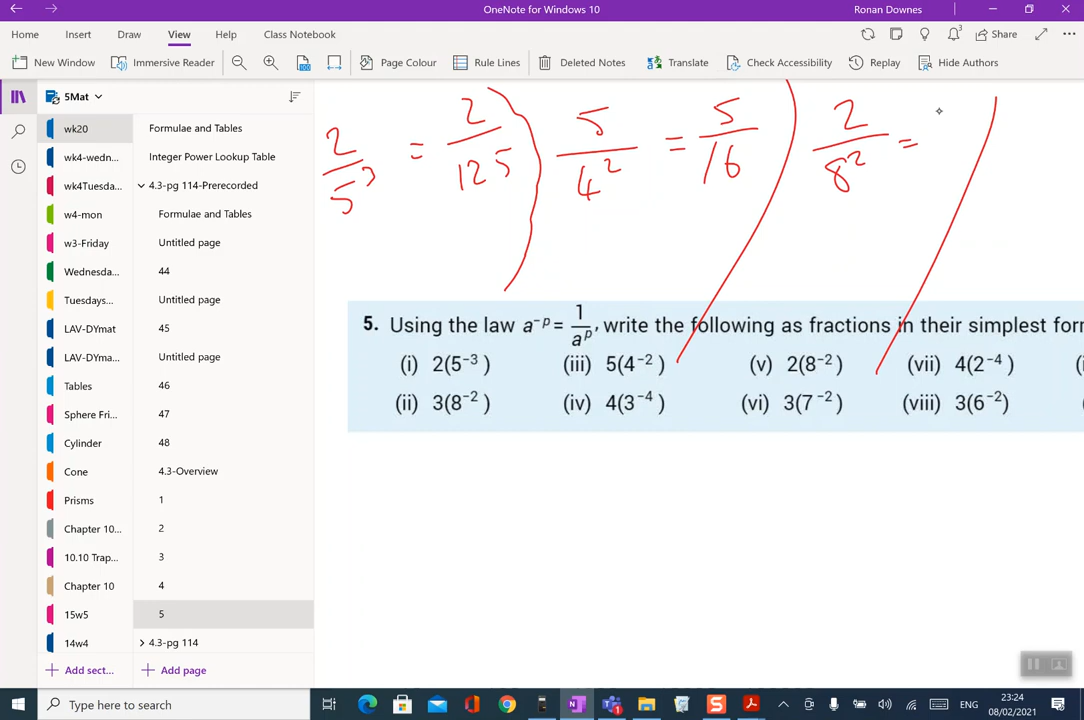 OneNote for Windows 10
Ronan Downes
Home Insert Draw View Help Class Notebook
Share
New Window Immersive Reader Page Colour Rule Lines Deleted Notes Translate Check Accessibility Replay Hide Authors
5Mat
wk20
wk4-wedn...
wk4Tuesda...
w4-mon
w3-Friday
Wednesda...
Tuesdays...
LAV-DYmat
LAV-DYma...
Tables
Sphere Fri...
Cylinder
Cone
Prisms
Chapter 10...
10.10 Trap...
Chapter 10
15w5
14w4
Add sect...
Formulae and Tables
Integer Power Lookup Table
4.3-pg 114-Prerecorded
Formulae and Tables
Untitled page
44
Untitled page
45
Untitled page
46
47
48
4.3-Overview
1
2
3
4
5
4.3-pg 114
Add page
2/5³ = 2/125
5/4² = 5/16
2/8² =
5. Using the law a⁻ᵖ = 1/aᵖ, write the following as fractions in their simplest for
(i) 2(5⁻³) (iii) 5(4⁻²) (v) 2(8⁻²) (vii) 4(2⁻⁴)
(ii) 3(8⁻²) (iv) 4(3⁻⁴) (vi) 3(7⁻²) (viii) 3(6⁻²)
Type here to search
ENG
23:24
08/02/2021